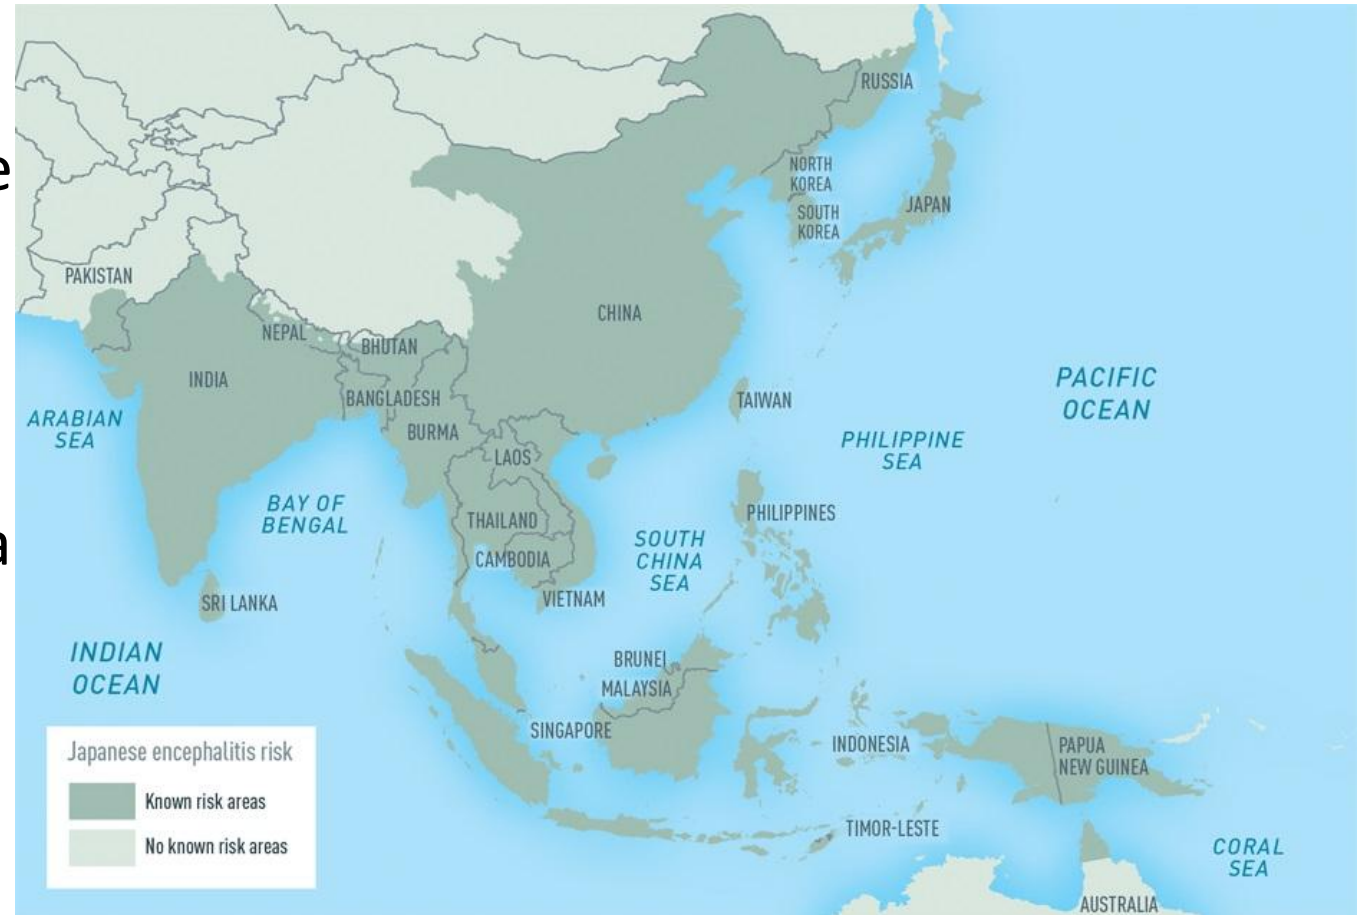 e
a
RUSSIA
NORTH
KOREA
SOUTH
KOREA
JAPAN
PAKISTAN
CHINA
NEPAL
BHUTAN
INDIA
BANGLADESH
BURMA
TAIWAN
PACIFIC
OCEAN
ARABIAN
SEA
PHILIPPINE
SEA
LAOS
BAY OF
BENGAL
THAILAND
PHILIPPINES
SOUTH
CHINA
SEA
CAMBODIA
VIETNAM
SRI LANKA
INDIAN
OCEAN
BRUNEI
MALAYSIA
SINGAPORE
INDONESIA
PAPUA
NEW GUINEA
TIMOR-LESTE
CORAL
SEA
AUSTRALIA
Japanese encephalitis risk
Known risk areas
No known risk areas